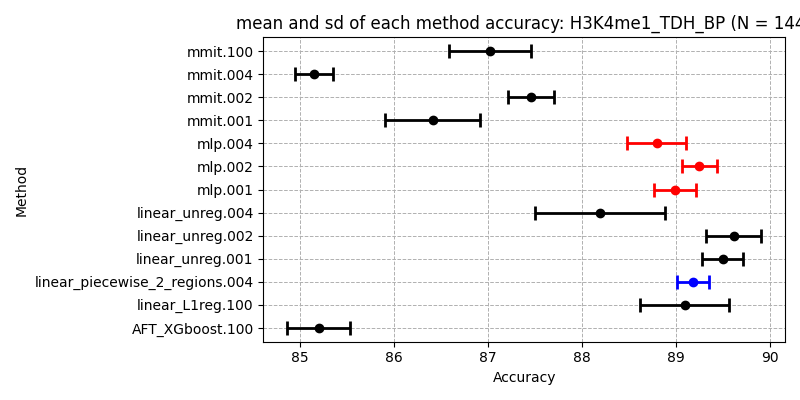 mean and sd of each method accuracy: H3K4me1_TDH_BP (N = 144
mmit.100
mmit.004
mmit.002
mmit.001
mlp.004
mlp.002
mlp.001
linear_unreg.004
linear_unreg.002
linear_unreg.001
linear_piecewise_2_regions.004
linear_L1reg.100
AFT_XGboost.100
Method
85 86 87 88 89 90
Accuracy